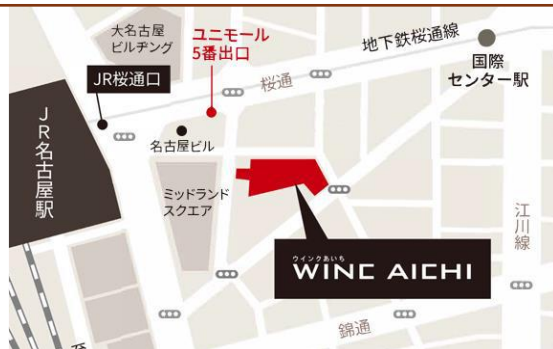 大名古屋
ビルヂング
ユニモール
5番出口
地下鉄桜通線
国際
センター駅
JR桜通口
桜通
JR名古屋駅
名古屋ビル
ミッドランド
スクエア
江川線
ウインクあいち
WINC AICHI
錦通